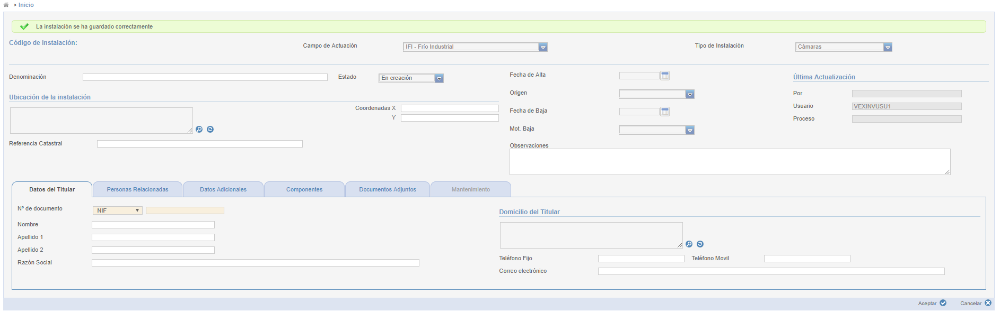 > Inicio
La instalación se ha guardado correctamente
Código de Instalación:
Campo de Actuación
IFI - Frío Industrial
Tipo de Instalación
Cámaras
Denominación
Estado
En creación
Fecha de Alta
Última Actualización
Ubicación de la instalación
Origen
Por
Coordenadas X
Usuario
VEXINVUSU1
Fecha de Baja
Y
Proceso
Mot. Baja
Referencia Catastral
Observaciones
Datos del Titular
Personas Relacionadas
Datos Adicionales
Componentes
Documentos Adjuntos
Mantenimiento
Nº de documento
NIF
Nombre
Apellido 1
Apellido 2
Razón Social
Domicilio del Titular
Teléfono Fijo
Teléfono Movil
Correo electrónico
Aceptar
Cancelar